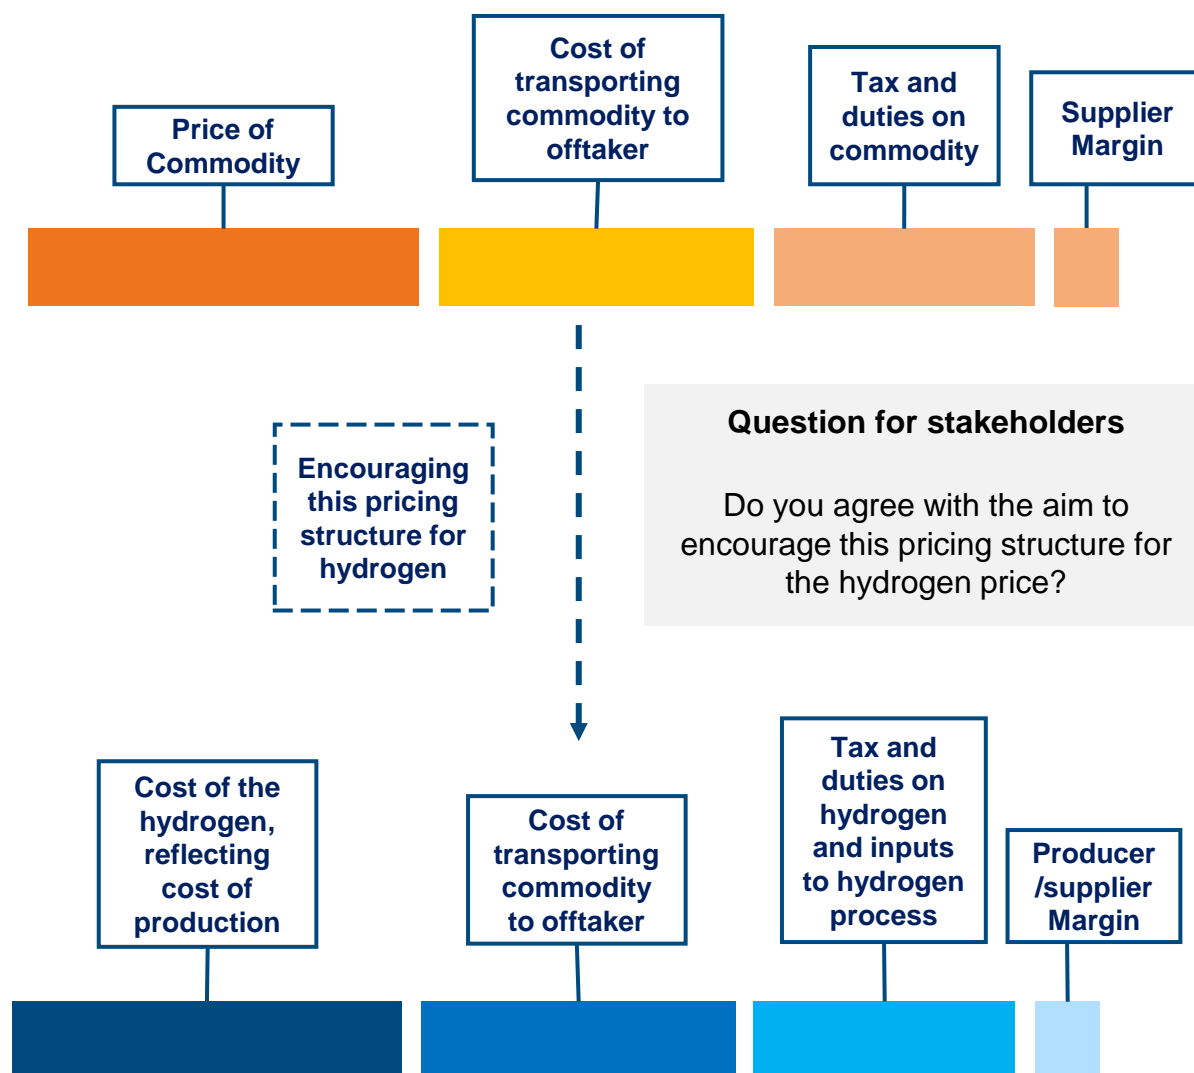 Price of
Commodity
Cost of
transporting
commodity to
offtaker
Tax and
duties on
commodity
Supplier
Margin
Encouraging
this pricing
structure for
hydrogen
Question for stakeholders
Do you agree with the aim to
encourage this pricing structure for
the hydrogen price?
Cost of the
hydrogen,
reflecting
cost of
production
Cost of
transporting
commodity
to offtaker
Tax and
duties on
hydrogen
and inputs
to hydrogen
process
Producer
/supplier
Margin